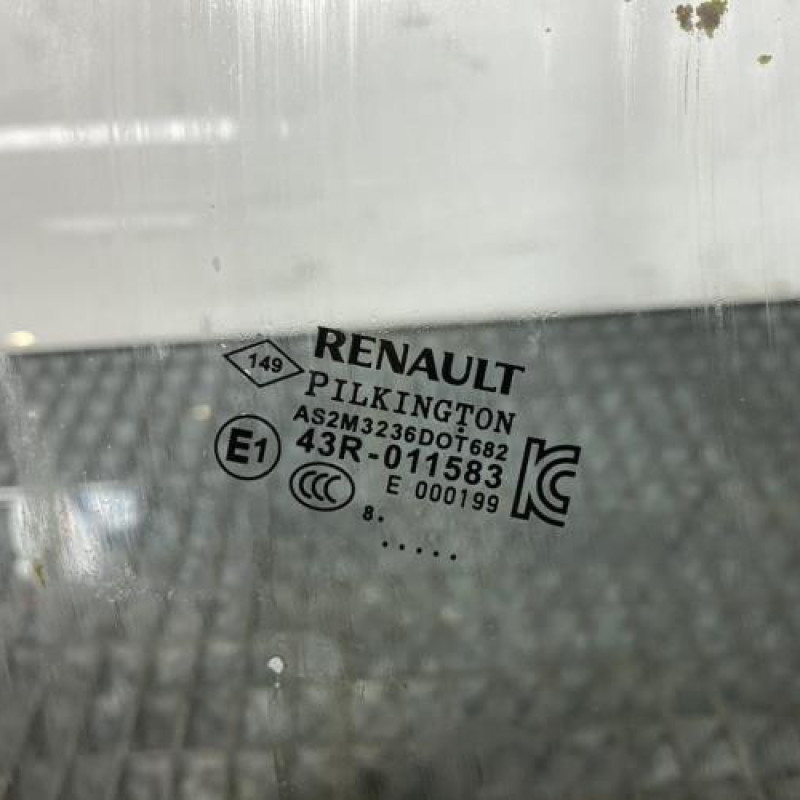 149
RENAULT
PILKINGTON
AS2M3236DOT682
E1
43R-011583
CCC
E 000199
KC
8.
.....